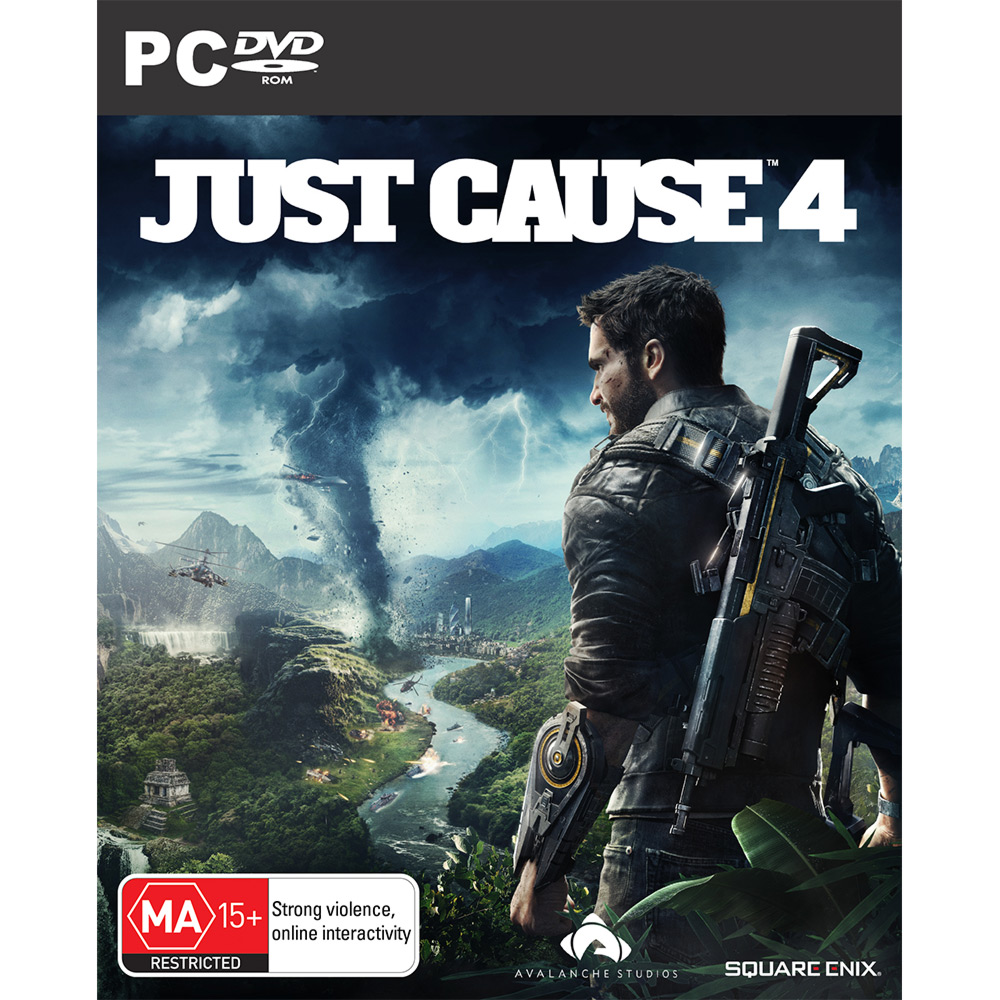 PC DVD
ROM
JUST CAUSE™ 4
MA 15+
RESTRICTED
Strong violence,
online interactivity
AVALANCHE STUDIOS
SQUARE ENIX®